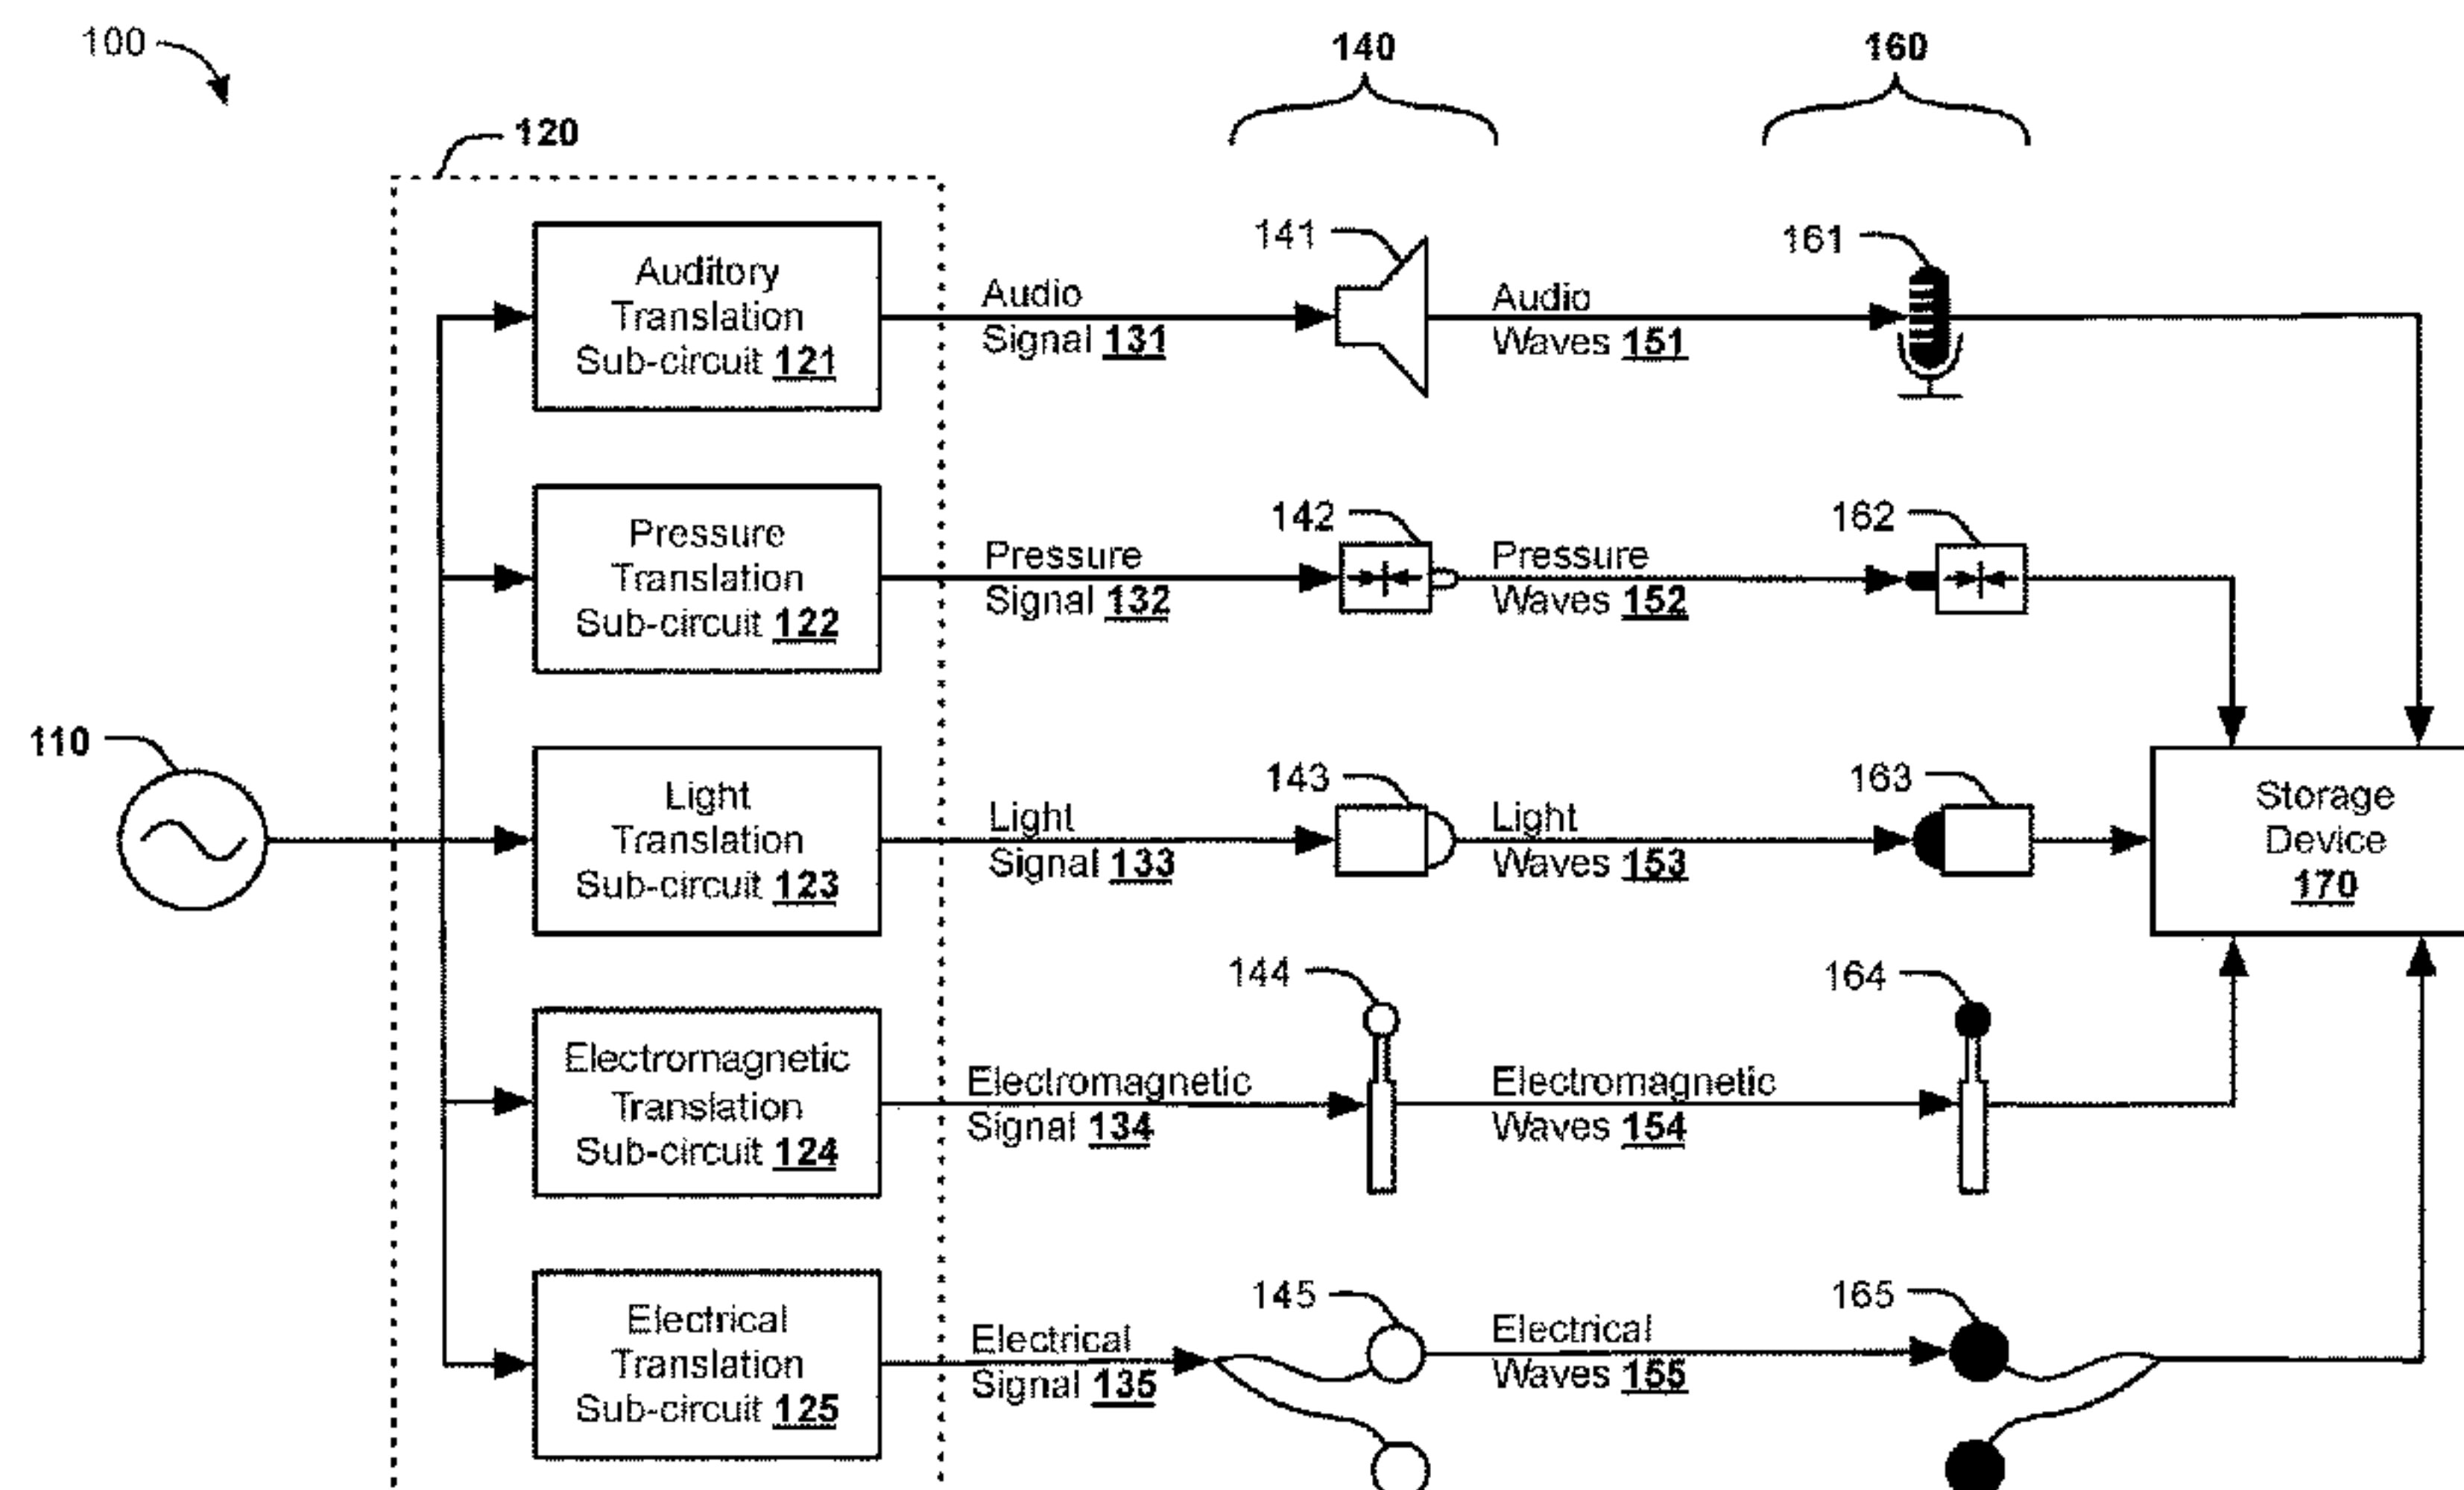 100
140
160
120
Auditory
Translation
Sub-circuit 121
Audio
Signal 131
141
Audio
Waves 151
161
Pressure
Translation
Sub-circuit 122
Pressure
Signal 132
142
Pressure
Waves 152
162
110
Light
Translation
Sub-circuit 123
Light
Signal 133
143
Light
Waves 153
163
Storage
Device
170
Electromagnetic
Translation
Sub-circuit 124
Electromagnetic
Signal 134
144
Electromagnetic
Waves 154
164
Electrical
Translation
Sub-circuit 125
Electrical
Signal 135
145
Electrical
Waves 155
165